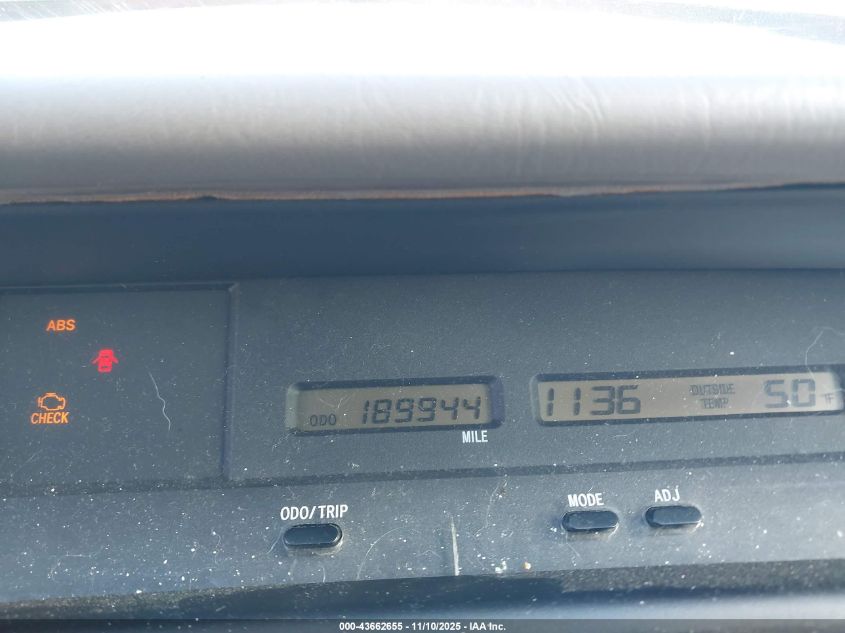 ABS
CHECK
ODO 189944
MILE
1136 OUTSIDE TEMP 50 °F
ODO/TRIP
MODE
ADJ
000-43662655 - 11/10/2025 - IAA Inc.